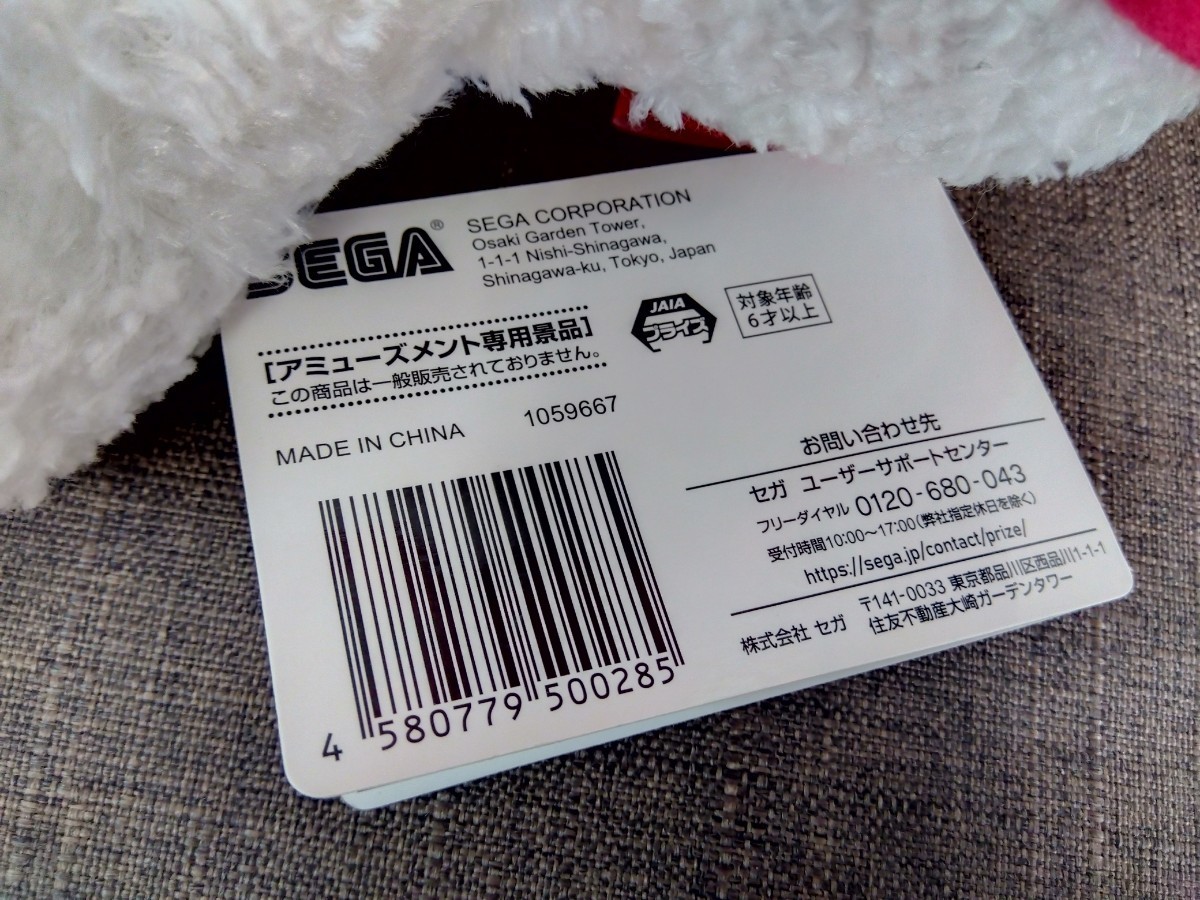 SEGA®
SEGA CORPORATION
Osaki Garden Tower,
1-1-1 Nishi-Shinagawa,
Shinagawa-ku, Tokyo, Japan
[アミューズメント専用景品]
この商品は一般販売されておりません。
JAIA
プライズ
対象年齢
6才以上
MADE IN CHINA 1059667
4 580779 500285
お問い合わせ先
セガ ユーザーサポートセンター
フリーダイヤル 0120-680-043
受付時間10:00～17:00(弊社指定休日を除く)
https://sega.jp/contact/prize/
株式会社 セガ 〒141-0033 東京都品川区西品川1-1-1
住友不動産大崎ガーデンタワー